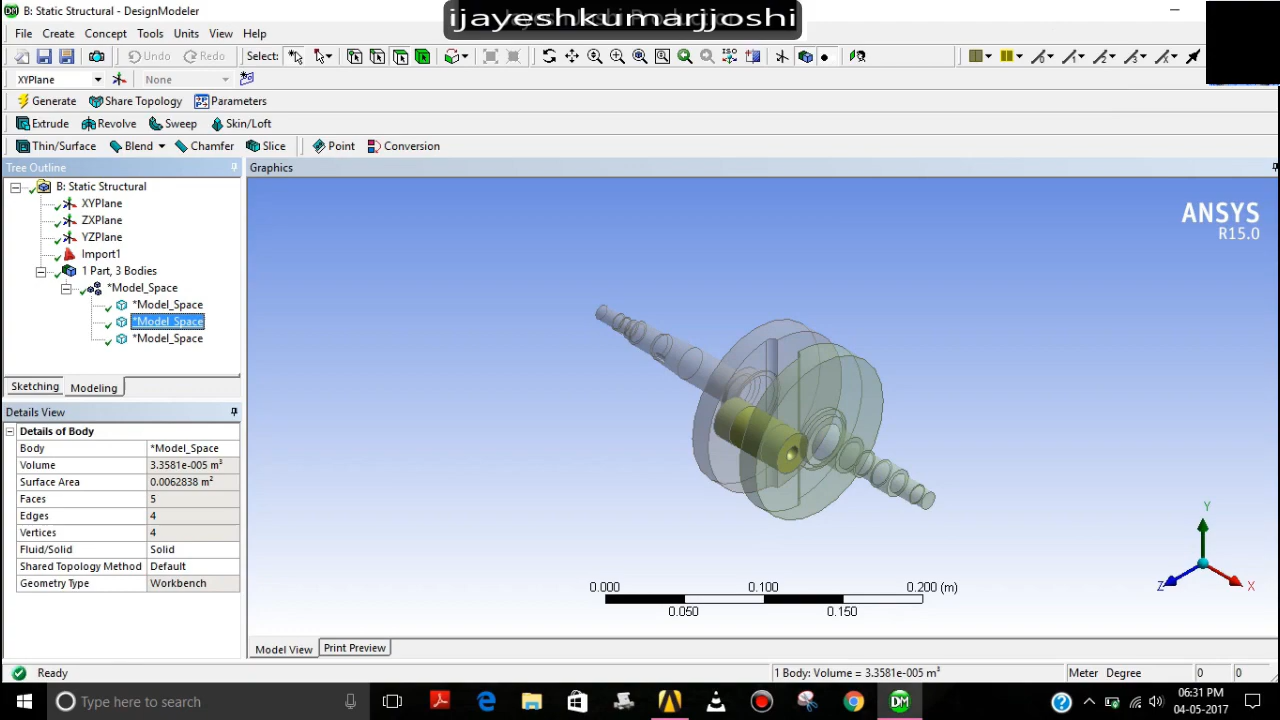 B: Static Structural - DesignModeler
ijayeshkumarjjoshi
File Create Concept Tools Units View Help
Undo Redo Select:
XYPlane None
Generate Share Topology Parameters
Extrude Revolve Sweep Skin/Loft
Thin/Surface Blend Chamfer Slice Point Conversion
Tree Outline
Graphics
B: Static Structural
XYPlane
ZXPlane
YZPlane
Import1
1 Part, 3 Bodies
*Model_Space
*Model_Space
*Model_Space
*Model_Space
Sketching Modeling
Details View
Details of Body
Body *Model_Space
Volume 3.3581e-005 m³
Surface Area 0.0062838 m²
Faces 5
Edges 4
Vertices 4
Fluid/Solid Solid
Shared Topology Method Default
Geometry Type Workbench
ANSYS
R15.0
Y
Z
X
0.000 0.100 0.200 (m)
0.050 0.150
Model View Print Preview
Ready
1 Body: Volume = 3.3581e-005 m³
Meter Degree 0 0
Type here to search
06:31 PM
04-05-2017